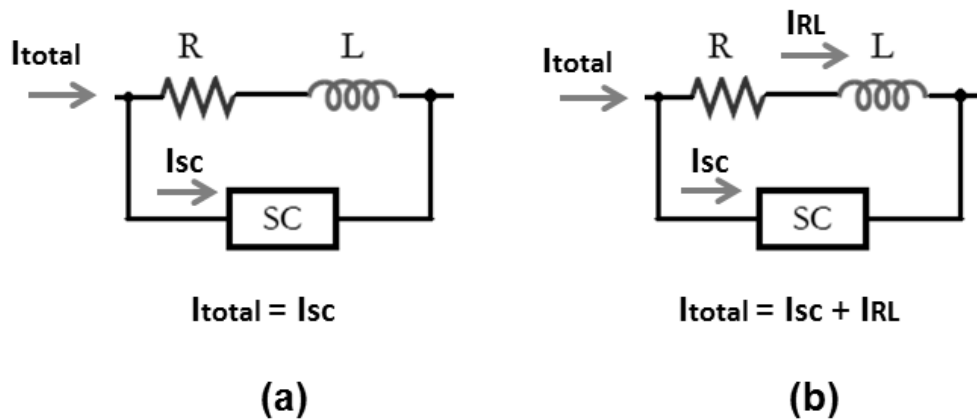 Itotal
R
L
Isc
SC
Itotal = Isc
(a)
Itotal
R
IRL
L
Isc
SC
Itotal = Isc + IRL
(b)